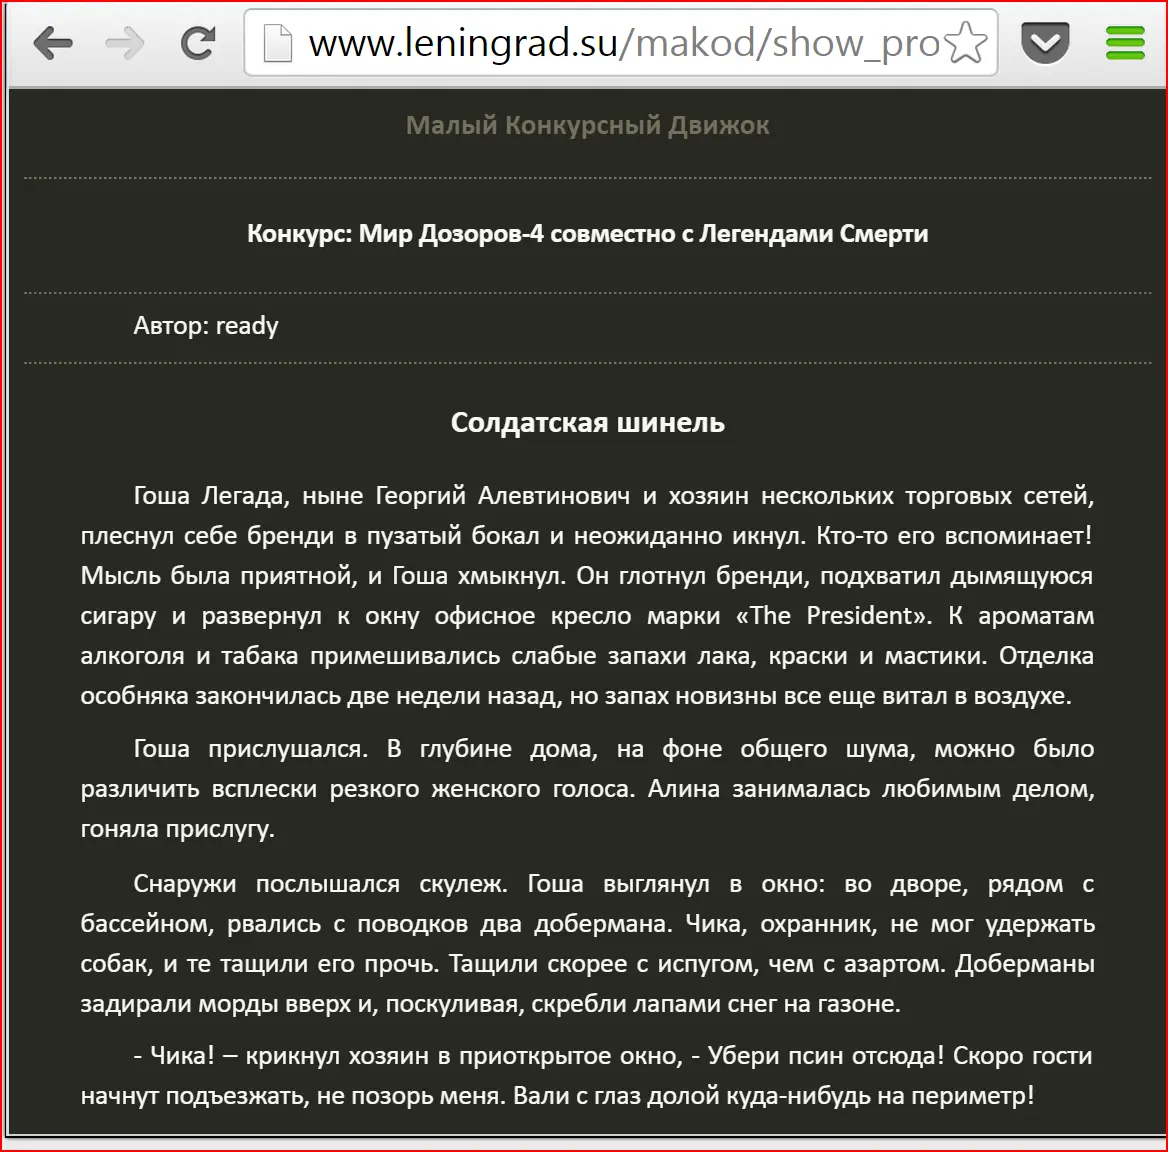 www.leningrad.su/makod/show_pro
Малый Конкурсный Движок
Конкурс: Мир Дозоров-4 совместно с Легендами Смерти
Автор: ready
Солдатская шинель
Гоша Легада, ныне Георгий Алевтинович и хозяин нескольких торговых сетей,
плеснул себе бренди в пузатый бокал и неожиданно икнул. Кто-то его вспоминает!
Мысль была приятной, и Гоша хмыкнул. Он глотнул бренди, подхватил дымящуюся
сигару и развернул к окну офисное кресло марки «The President». К ароматам
алкоголя и табака примешивались слабые запахи лака, краски и мастики. Отделка
особняка закончилась две недели назад, но запах новизны все еще витал в воздухе.
Гоша прислушался. В глубине дома, на фоне общего шума, можно было
различить всплески резкого женского голоса. Алина занималась любимым делом,
гоняла прислугу.
Снаружи послышался скулеж. Гоша выглянул в окно: во дворе, рядом с
бассейном, рвались с поводков два добермана. Чика, охранник, не мог удержать
собак, и те тащили его прочь. Тащили скорее с испугом, чем с азартом. Доберманы
задирали морды вверх и, поскуливая, скребли лапами снег на газоне.
- Чика! – крикнул хозяин в приоткрытое окно, - Убери псин отсюда! Скоро гости
начнут подъезжать, не позорь меня. Вали с глаз долой куда-нибудь на периметр!